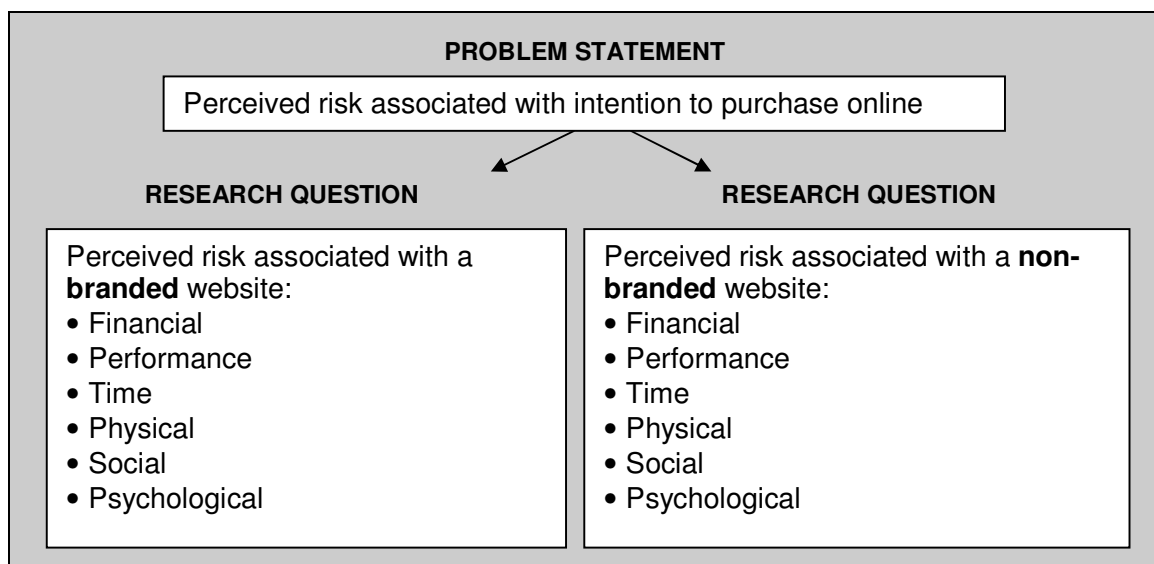 PROBLEM STATEMENT
Perceived risk associated with intention to purchase online
RESEARCH QUESTION
Perceived risk associated with a
branded website:
• Financial
• Performance
• Time
• Physical
• Social
• Psychological
RESEARCH QUESTION
Perceived risk associated with a non-
branded website:
• Financial
• Performance
• Time
• Physical
• Social
• Psychological